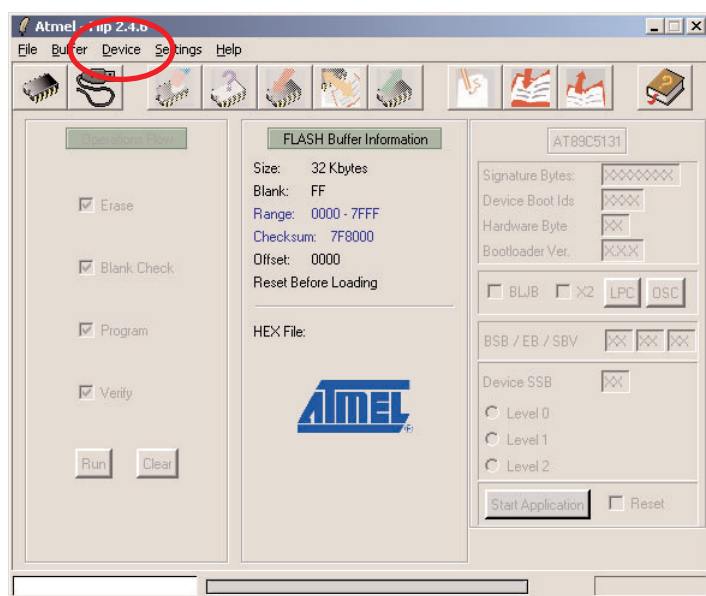 Atmel - Flip 2.4.6
File Buffer Device Settings Help
Operations Flow
Erase
Blank Check
Program
Verify
Run Clear
FLASH Buffer Information
Size: 32 Kbytes
Blank: FF
Range: 0000 - 7FFF
Checksum: 7F8000
Offset: 0000
Reset Before Loading
HEX File:
ATMEL
®
AT89C5131
Signature Bytes: XXXXXXXX
Device Boot Ids XXXX
Hardware Byte XX
Bootloader Ver. XXX
BLJB X2 LPC OSC
BSB / EB / SBV XX XX XX
Device SSB XX
Level 0
Level 1
Level 2
Start Application Reset